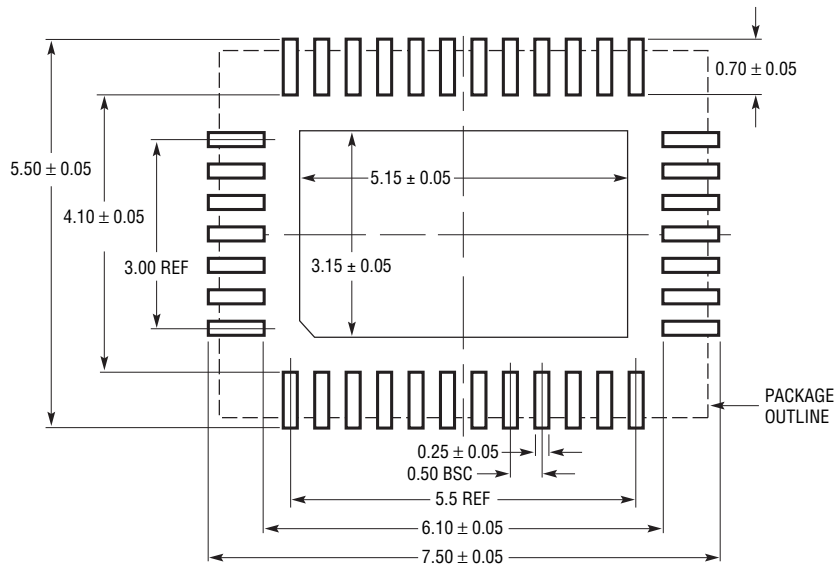 0.70 ± 0.05
5.50 ± 0.05
5.15 ± 0.05
4.10 ± 0.05
3.00 REF
3.15 ± 0.05
PACKAGE
OUTLINE
0.25 ± 0.05
0.50 BSC
5.5 REF
6.10 ± 0.05
7.50 ± 0.05